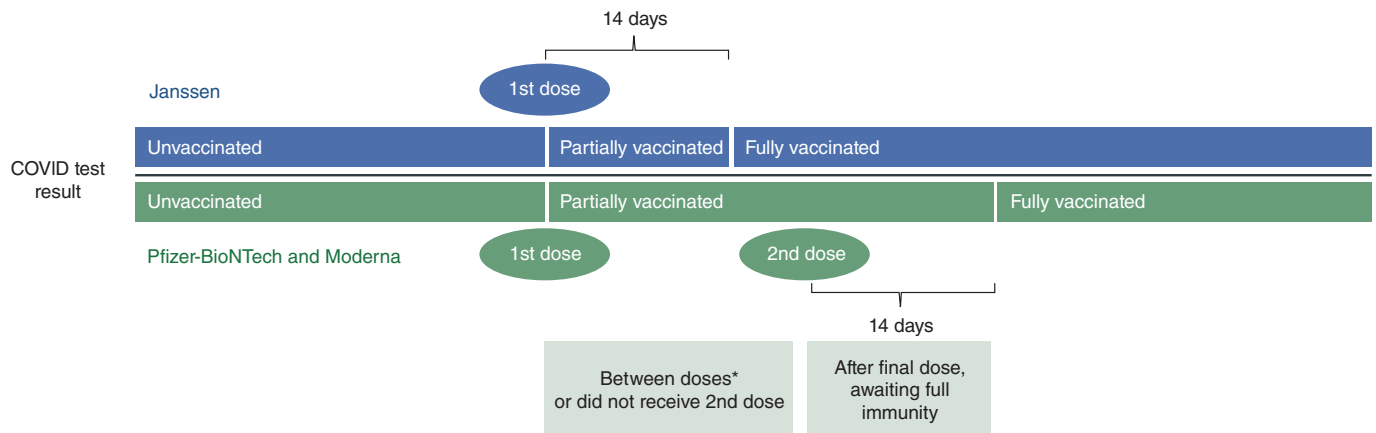 14 days
1st dose
Janssen
Unvaccinated
Partially vaccinated
Fully vaccinated
COVID test
result
Unvaccinated
Partially vaccinated
Fully vaccinated
1st dose
2nd dose
Pfizer-BioNTech and Moderna
14 days
Between doses*
or did not receive 2nd dose
After final dose,
awaiting full
immunity